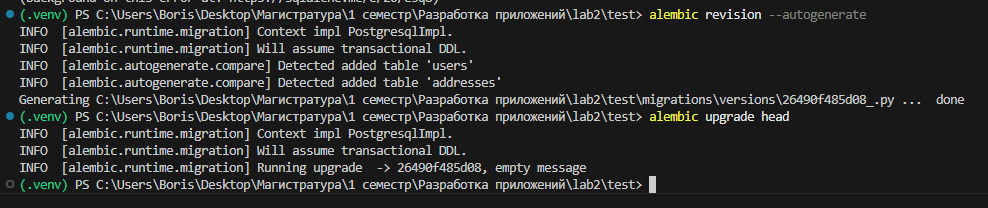 (.venv) PS C:\Users\Boris\Desktop\Магистратура\1 семестр\Разработка приложений\lab2\test> alembic revision --autogenerate
INFO  [alembic.runtime.migration] Context impl PostgresqlImpl.
INFO  [alembic.runtime.migration] Will assume transactional DDL.
INFO  [alembic.autogenerate.compare] Detected added table 'users'
INFO  [alembic.autogenerate.compare] Detected added table 'addresses'
Generating C:\Users\Boris\Desktop\Магистратура\1 семестр\Разработка приложений\lab2\test\migrations\versions\26490f485d08_.py ...  done
(.venv) PS C:\Users\Boris\Desktop\Магистратура\1 семестр\Разработка приложений\lab2\test> alembic upgrade head
INFO  [alembic.runtime.migration] Context impl PostgresqlImpl.
INFO  [alembic.runtime.migration] Will assume transactional DDL.
INFO  [alembic.runtime.migration] Running upgrade  -> 26490f485d08, empty message
(.venv) PS C:\Users\Boris\Desktop\Магистратура\1 семестр\Разработка приложений\lab2\test>